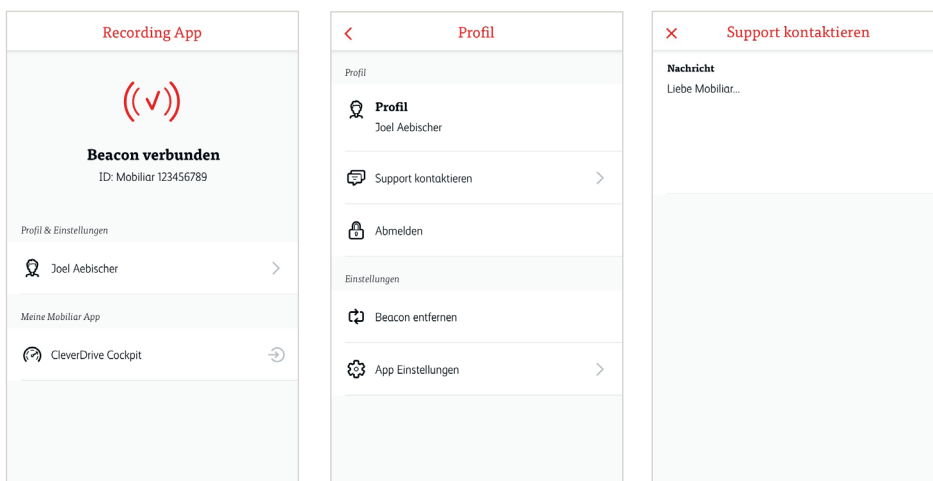 Recording App
Beacon verbunden
ID: Mobiliar 123456789
Profil & Einstellungen
Joel Aebischer
Meine Mobiliar App
CleverDrive Cockpit
Profil
Profil
Profil
Joel Aebischer
Support kontaktieren
Abmelden
Einstellungen
Beacon entfernen
App Einstellungen
Support kontaktieren
Nachricht
Liebe Mobiliar...